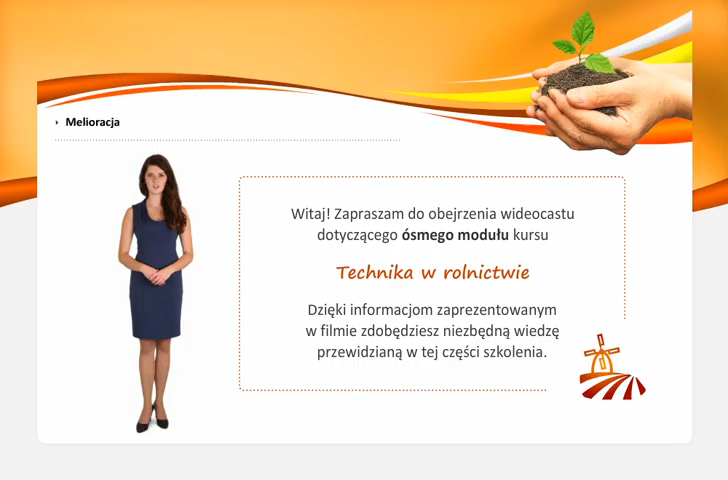 Melioracja
Witaj! Zapraszam do obejrzenia wideocastu
dotyczącego ósmego modułu kursu
Technika w rolnictwie
Dzięki informacjom zaprezentowanym
w filmie zdobędziesz niezbędną wiedzę
przewidzianą w tej części szkolenia.